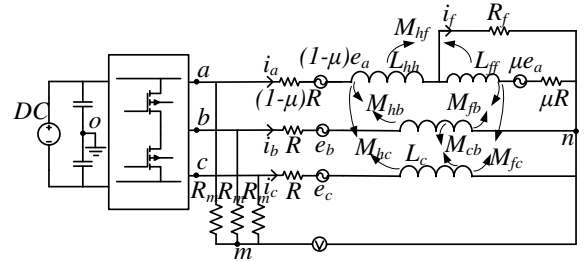 M_hf
i_f
R_f
(1-μ)e_a
i_a
a
L_hh
L_ff
μe_a
(1-μ)R
μR
M_hb
M_fb
DC
o
b
i_b
R
e_b
n
M_hc
L_c
M_cb
M_fc
c
i_c
R
e_c
R_m R_m R_m
m
V